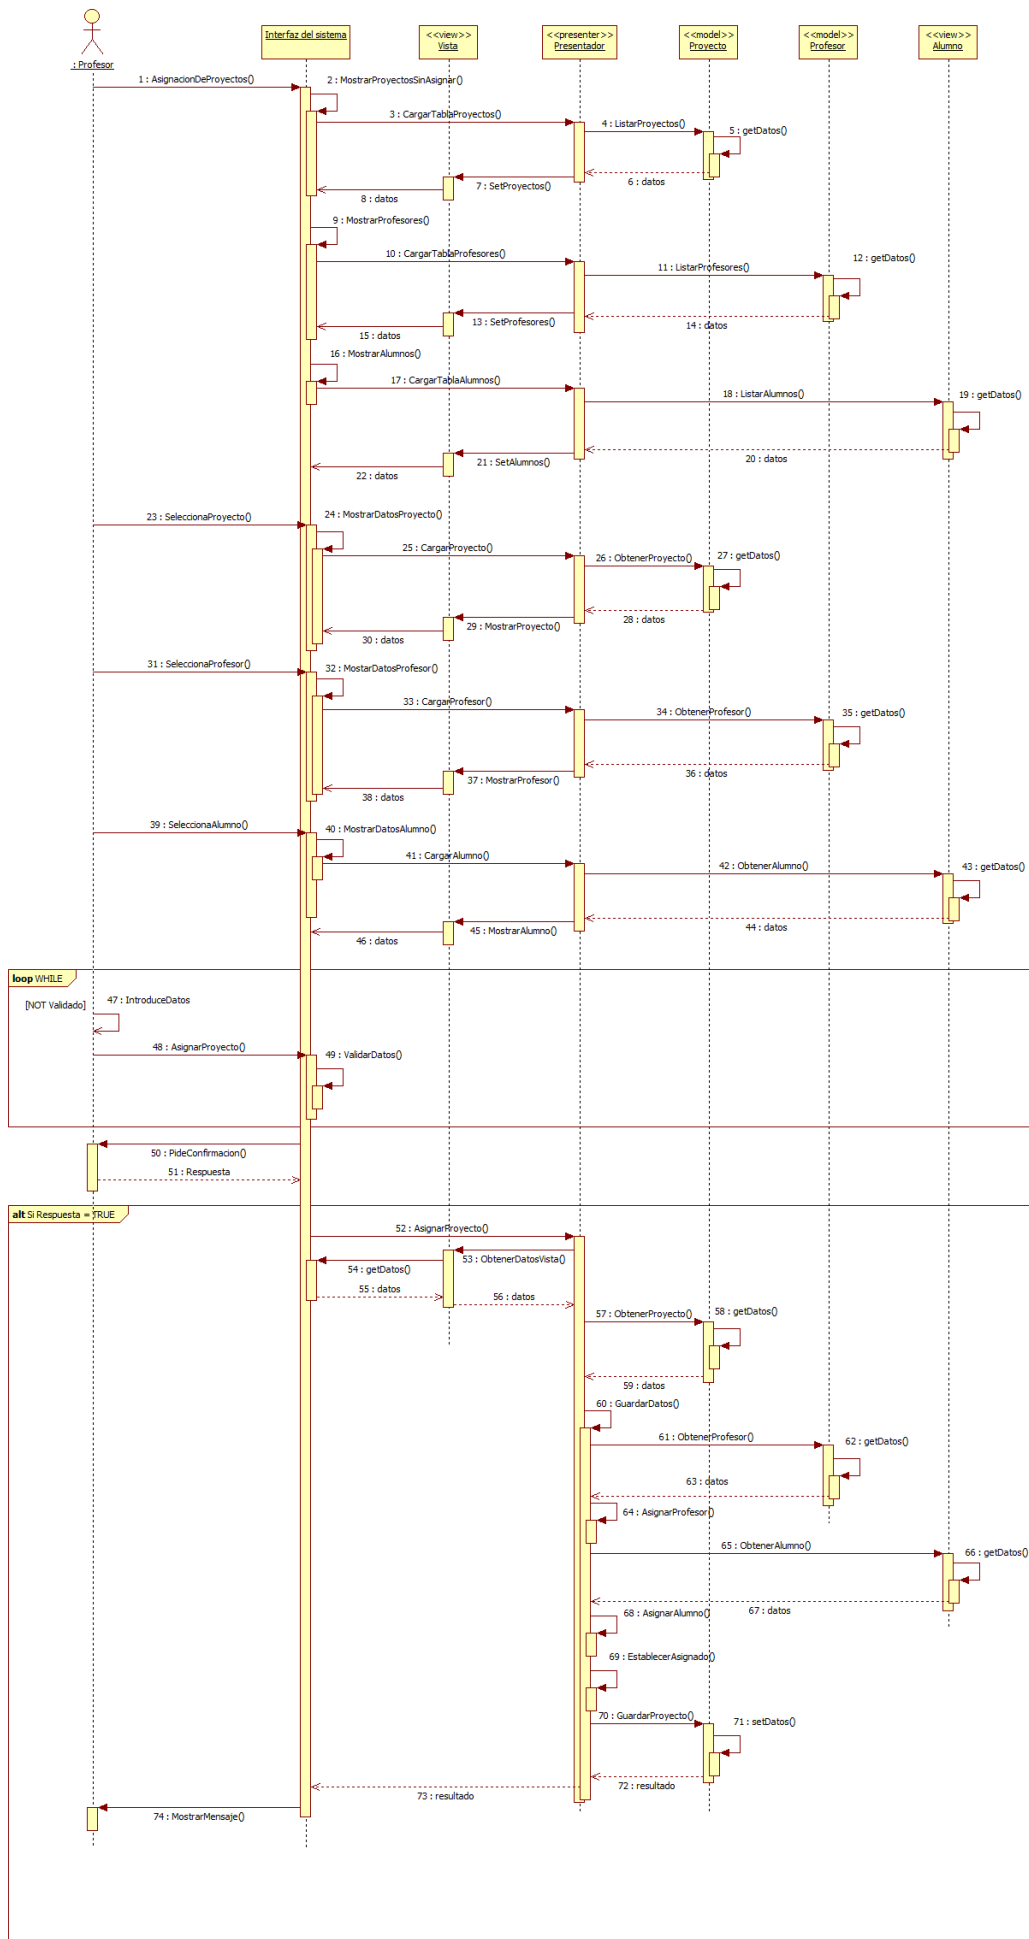 : Profesor
Interfaz del sistema
<<view>>
Vista
<<presenter>>
Presentador
<<model>>
Proyecto
<<model>>
Profesor
<<view>>
Alumno
1 : AsignacionDeProyectos()
2 : MostrarProyectosSinAsignar()
3 : CargarTablaProyectos()
4 : ListarProyectos()
5 : getDatos()
6 : datos
7 : SetProyectos()
8 : datos
9 : MostrarProfesores()
10 : CargarTablaProfesores()
11 : ListarProfesores()
12 : getDatos()
13 : SetProfesores()
14 : datos
15 : datos
16 : MostrarAlumnos()
17 : CargarTablaAlumnos()
18 : ListarAlumnos()
19 : getDatos()
20 : datos
21 : SetAlumnos()
22 : datos
23 : SeleccionaProyecto()
24 : MostrarDatosProyecto()
25 : CargarProyecto()
26 : ObtenerProyecto()
27 : getDatos()
28 : datos
29 : MostrarProyecto()
30 : datos
31 : SeleccionaProfesor()
32 : MostarDatosProfesor()
33 : CargarProfesor()
34 : ObtenerProfesor()
35 : getDatos()
36 : datos
37 : MostrarProfesor()
38 : datos
39 : SeleccionaAlumno()
40 : MostrarDatosAlumno()
41 : CargarAlumno()
42 : ObtenerAlumno()
43 : getDatos()
44 : datos
45 : MostrarAlumno()
46 : datos
loop WHILE
[NOT Validado]
47 : IntroduceDatos
48 : AsignarProyecto()
49 : ValidarDatos()
50 : PideConfirmacion()
51 : Respuesta
alt Si Respuesta = TRUE
52 : AsignarProyecto()
53 : ObtenerDatosVista()
54 : getDatos()
55 : datos
56 : datos
57 : ObtenerProyecto()
58 : getDatos()
59 : datos
60 : GuardarDatos()
61 : ObtenerProfesor()
62 : getDatos()
63 : datos
64 : AsignarProfesor()
65 : ObtenerAlumno()
66 : getDatos()
67 : datos
68 : AsignarAlumno()
69 : EstablecerAsignado()
70 : GuardarProyecto()
71 : setDatos()
72 : resultado
73 : resultado
74 : MostrarMensaje()